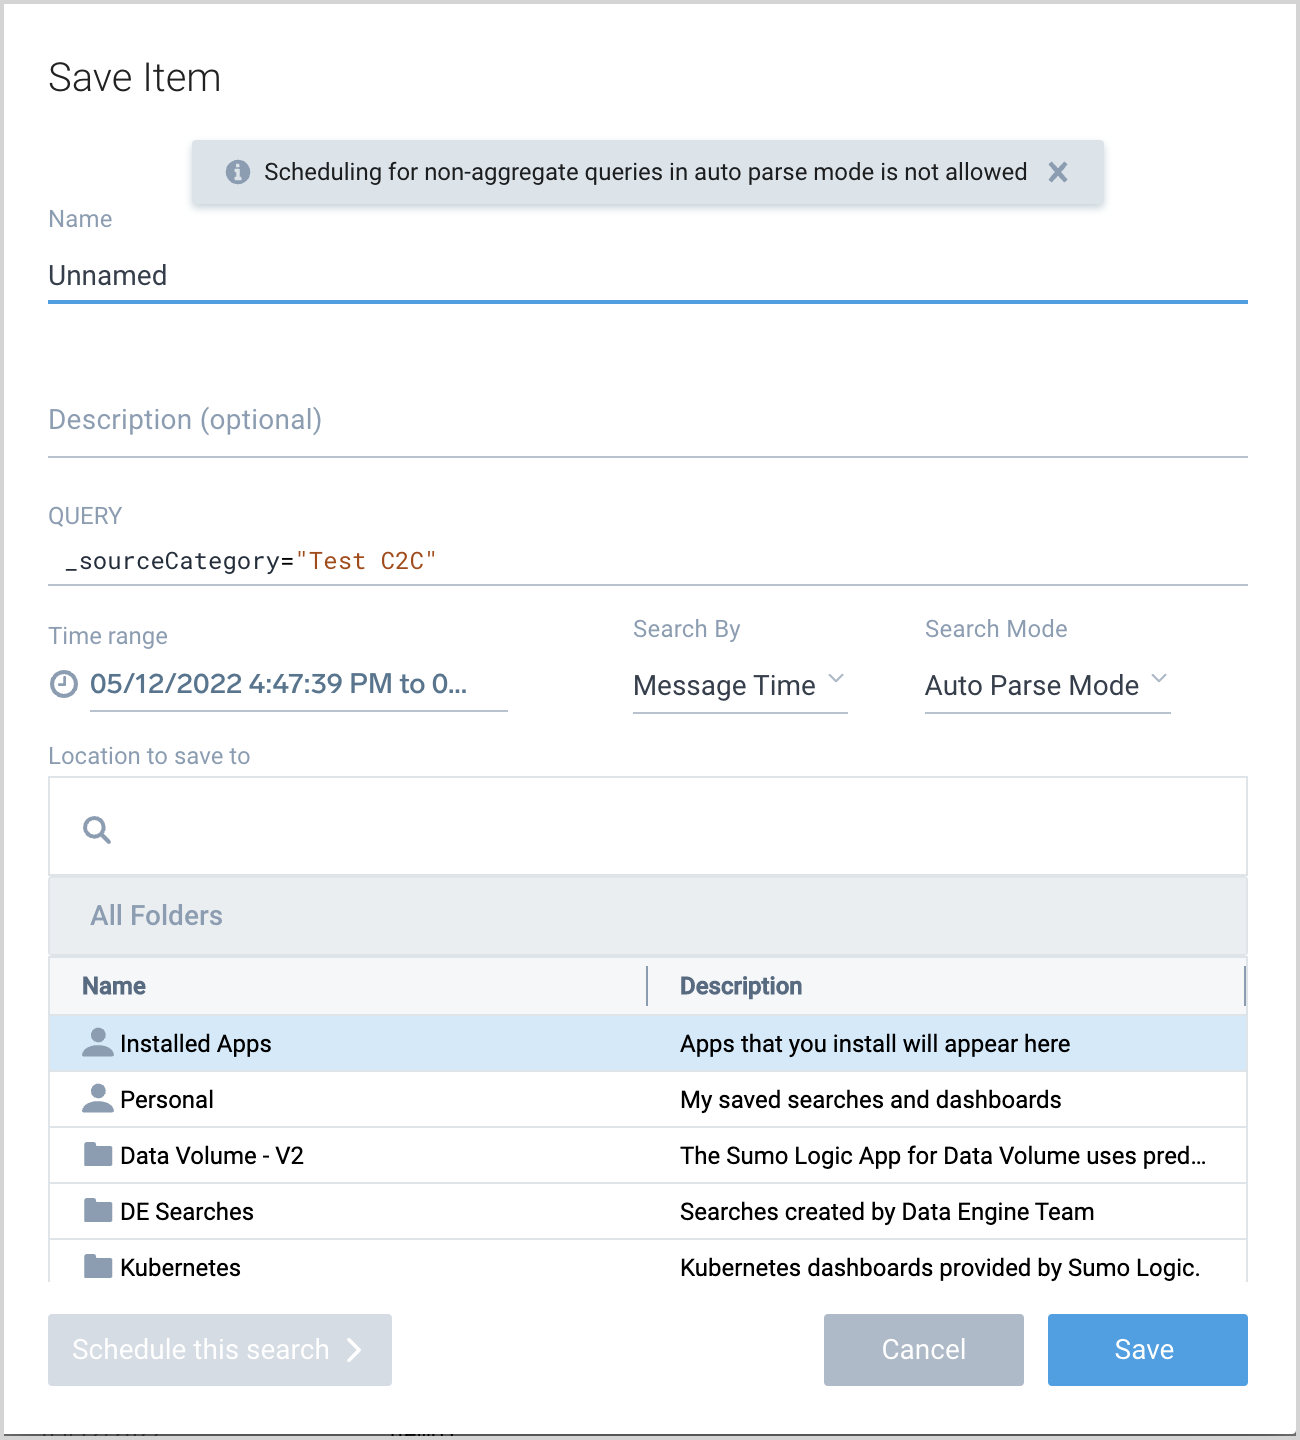 Save Item
Scheduling for non-aggregate queries in auto parse mode is not allowed
Name
Unnamed
Description (optional)
QUERY
_sourceCategory="Test C2C"
Time range
Search By
Search Mode
05/12/2022 4:47:39 PM to 0...
Message Time
Auto Parse Mode
Location to save to
All Folders
Name Description
Installed Apps Apps that you install will appear here
Personal My saved searches and dashboards
Data Volume - V2 The Sumo Logic App for Data Volume uses pred...
DE Searches Searches created by Data Engine Team
Kubernetes Kubernetes dashboards provided by Sumo Logic.
Schedule this search Cancel Save